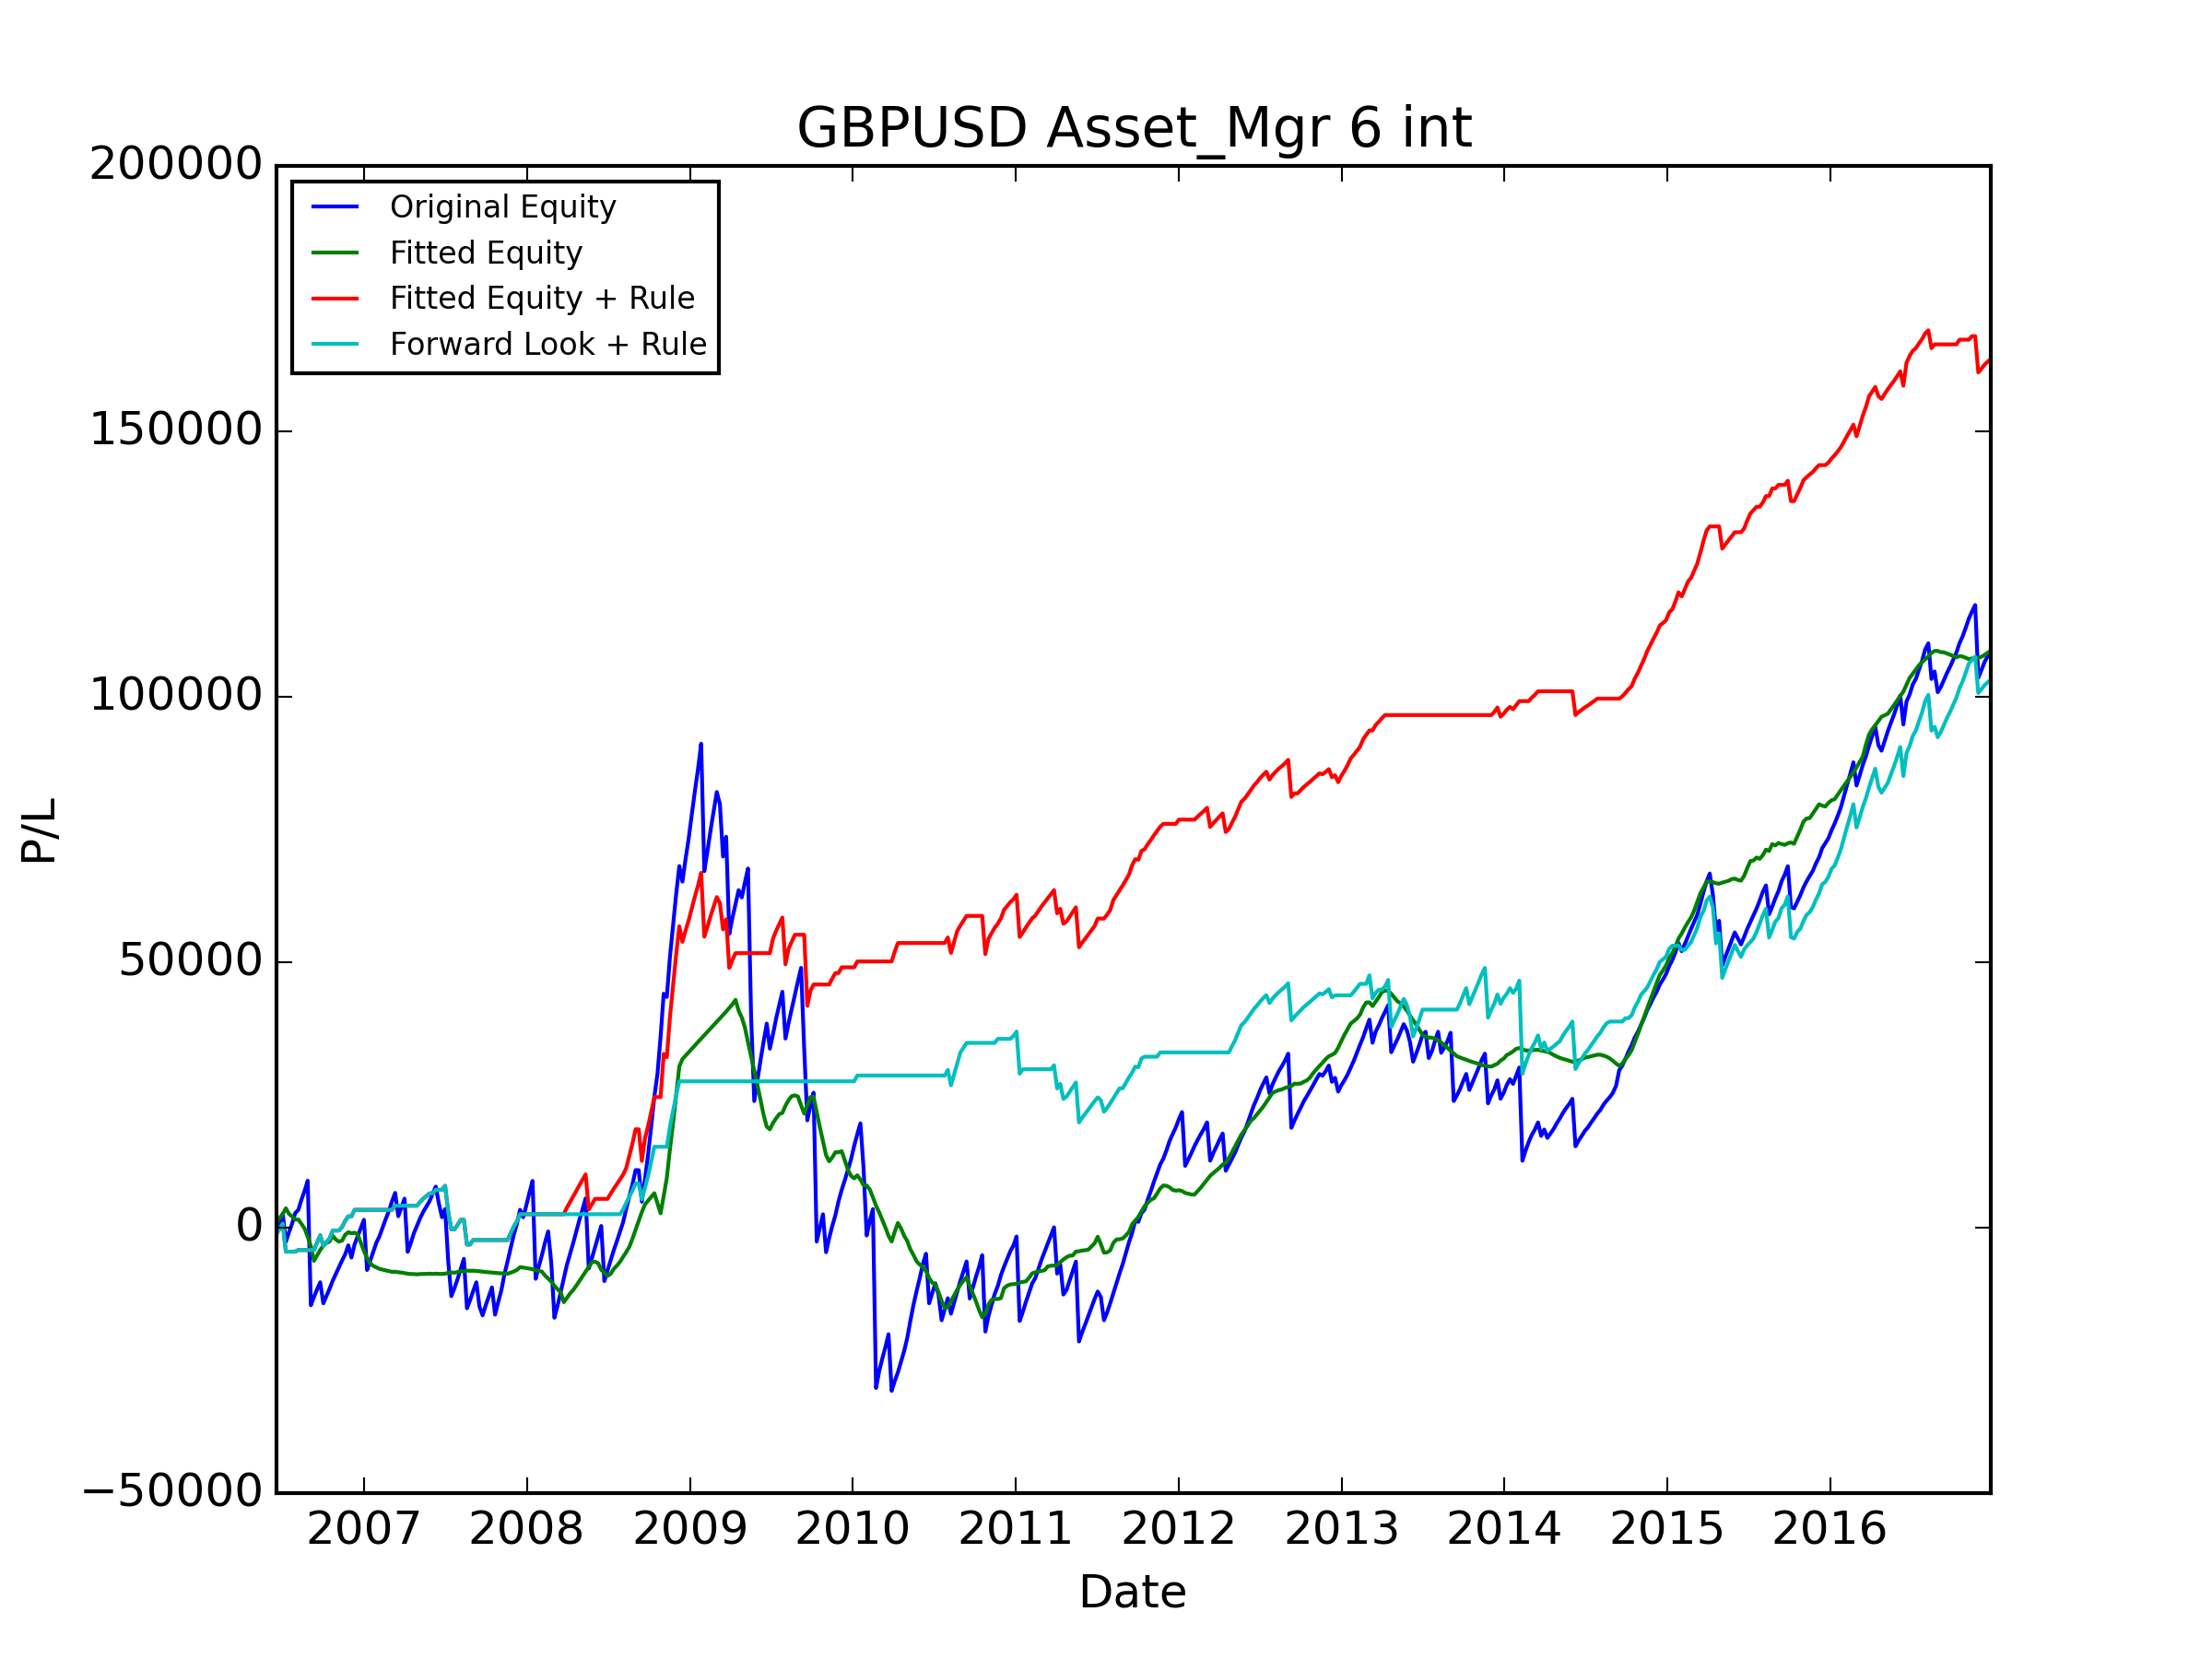 GBPUSD Asset_Mgr 6 int
200000
150000
100000
50000
0
−50000
P/L
Original Equity
Fitted Equity
Fitted Equity + Rule
Forward Look + Rule
2007 2008 2009 2010 2011 2012 2013 2014 2015 2016
Date